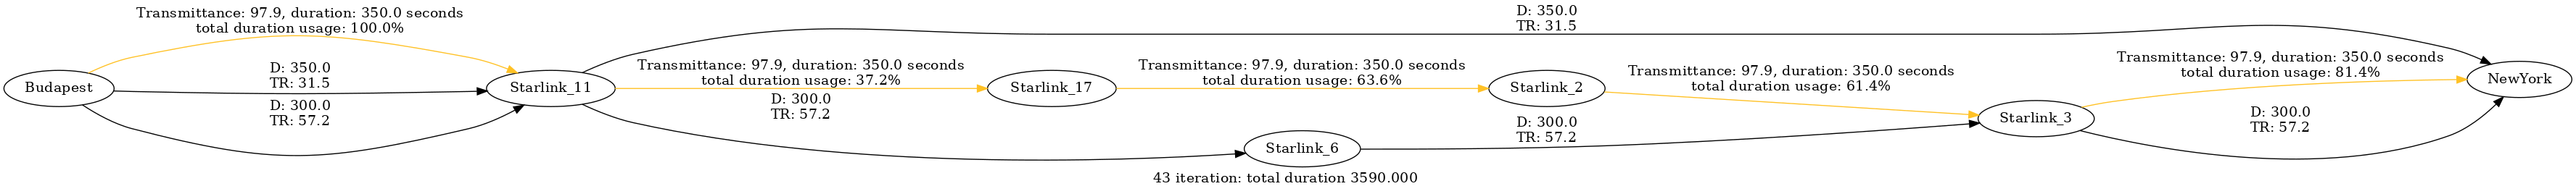 Transmittance: 97.9, duration: 350.0 seconds
total duration usage: 100.0%
D: 350.0
TR: 31.5
D: 300.0
TR: 57.2
Budapest
Starlink_11
D: 350.0
TR: 31.5
Transmittance: 97.9, duration: 350.0 seconds
total duration usage: 37.2%
D: 300.0
TR: 57.2
Starlink_17
Transmittance: 97.9, duration: 350.0 seconds
total duration usage: 63.6%
Starlink_2
Starlink_6
D: 300.0
TR: 57.2
Transmittance: 97.9, duration: 350.0 seconds
total duration usage: 61.4%
Starlink_3
Transmittance: 97.9, duration: 350.0 seconds
total duration usage: 81.4%
D: 300.0
TR: 57.2
NewYork
43 iteration: total duration 3590.000